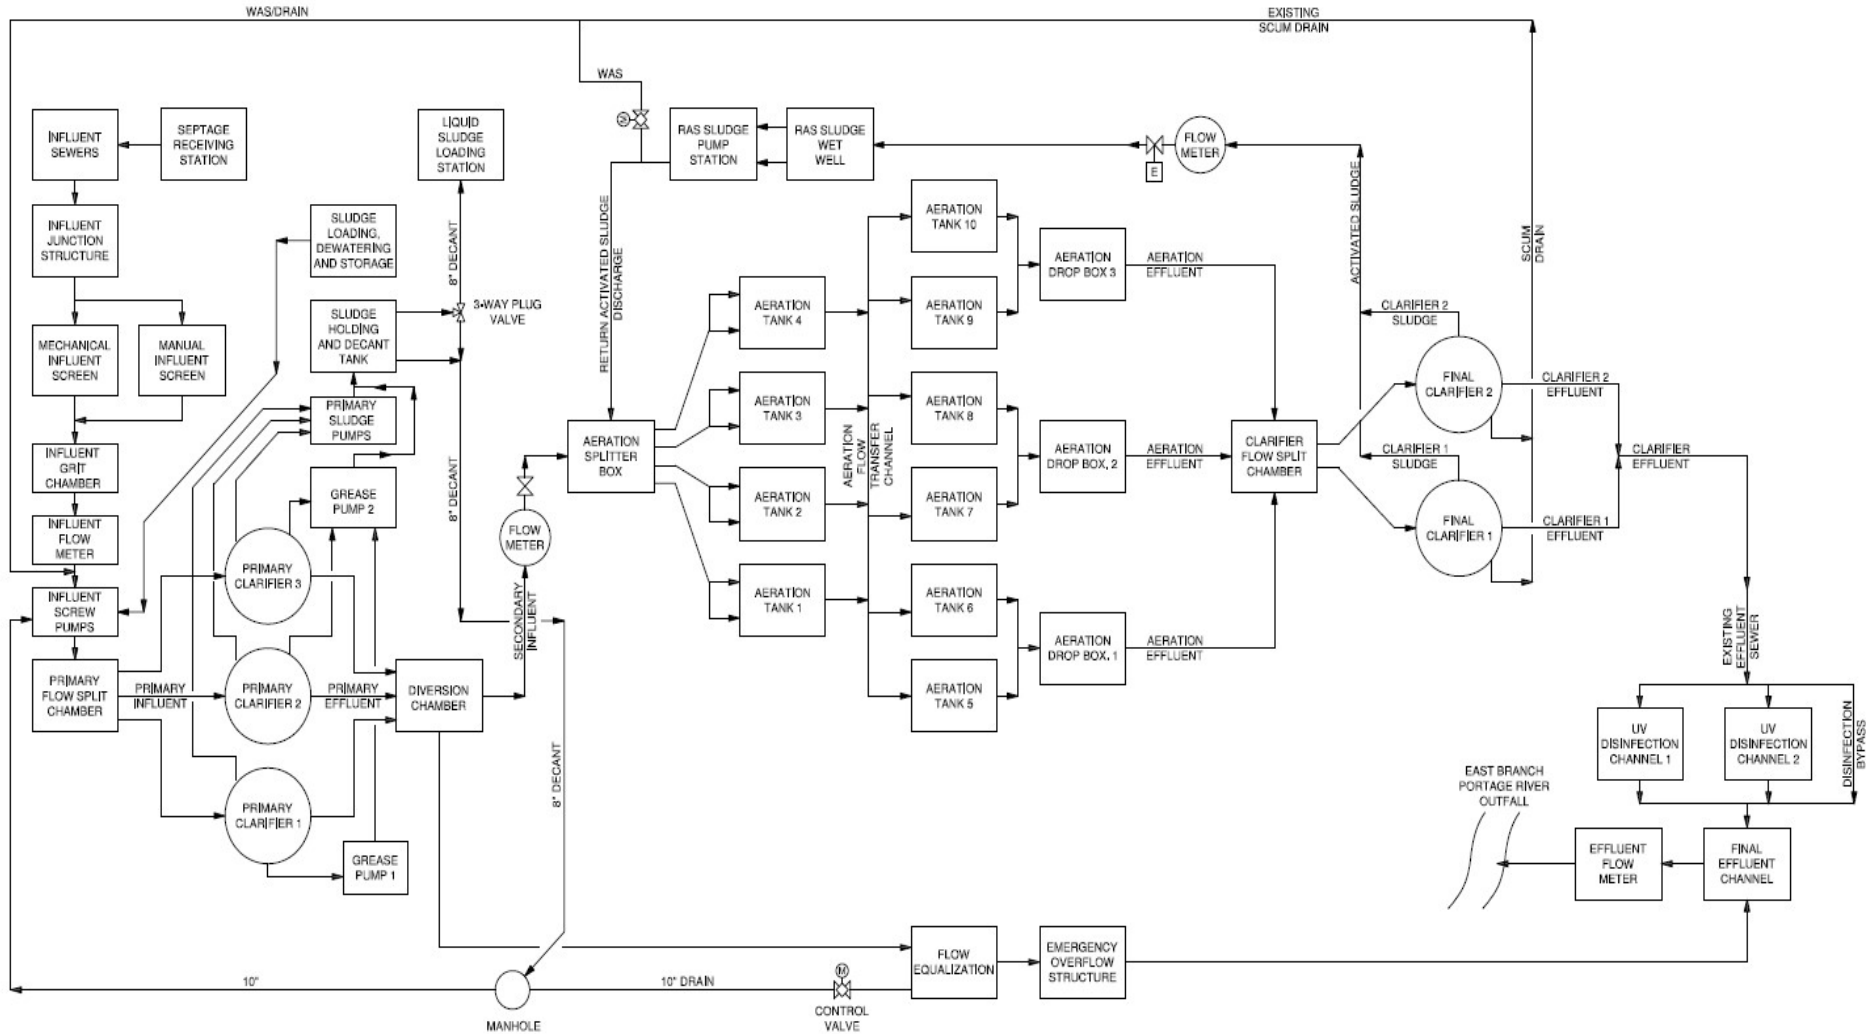 WAS/DRAIN
EXISTING
SCUM DRAIN
WAS
INFLUENT
SEWERS
SEPTAGE
RECEIVING
STATION
LIQUID
SLUDGE
LOADING
STATION
M
RAS SLUDGE
PUMP
STATION
RAS SLUDGE
WET
WELL
FLOW
METER
E
INFLUENT
JUNCTION
STRUCTURE
SLUDGE
LOADING,
DEWATERING
AND STORAGE
8" DECANT
3-WAY PLUG
VALVE
RETURN ACTIVATED SLUDGE
DISCHARGE
ACTIVATED SLUDGE
SCUM
DRAIN
MECHANICAL
INFLUENT
SCREEN
MANUAL
INFLUENT
SCREEN
SLUDGE
HOLDING
AND DECANT
TANK
PRIMARY
SLUDGE
PUMPS
INFLUENT
GRIT
CHAMBER
GREASE
PUMP 2
8" DECANT
INFLUENT
FLOW
METER
FLOW
METER
INFLUENT
SCREW
PUMPS
PRIMARY
CLARIFIER 3
SECONDARY
INFLUENT
PRIMARY
FLOW SPLIT
CHAMBER
PRIMARY
INFLUENT
PRIMARY
CLARIFIER 2
PRIMARY
EFFLUENT
DIVERSION
CHAMBER
PRIMARY
CLARIFIER 1
GREASE
PUMP 1
8" DECANT
AERATION
SPLITTER
BOX
AERATION
TANK 4
AERATION
TANK 3
AERATION
TANK 2
AERATION
TANK 1
AERATION
FLOW
TRANSFER
CHANNEL
AERATION
TANK 10
AERATION
TANK 9
AERATION
TANK 8
AERATION
TANK 7
AERATION
TANK 6
AERATION
TANK 5
AERATION
DROP BOX 3
AERATION
EFFLUENT
AERATION
DROP BOX. 2
AERATION
EFFLUENT
AERATION
DROP BOX. 1
AERATION
EFFLUENT
CLARIFIER
FLOW SPLIT
CHAMBER
CLARIFIER 2
SLUDGE
FINAL
CLARIFIER 2
CLARIFIER 2
EFFLUENT
CLARIFIER 1
SLUDGE
FINAL
CLARIFIER 1
CLARIFIER 1
EFFLUENT
CLARIFIER
EFFLUENT
EXISTING
EFFLUENT
SEWER
UV
DISINFECTION
CHANNEL 1
UV
DISINFECTION
CHANNEL 2
DISINFECTION
BYPASS
EAST BRANCH
PORTAGE RIVER
OUTFALL
EFFLUENT
FLOW
METER
FINAL
EFFLUENT
CHANNEL
FLOW
EQUALIZATION
EMERGENCY
OVERFLOW
STRUCTURE
10"
MANHOLE
10" DRAIN
M
CONTROL
VALVE